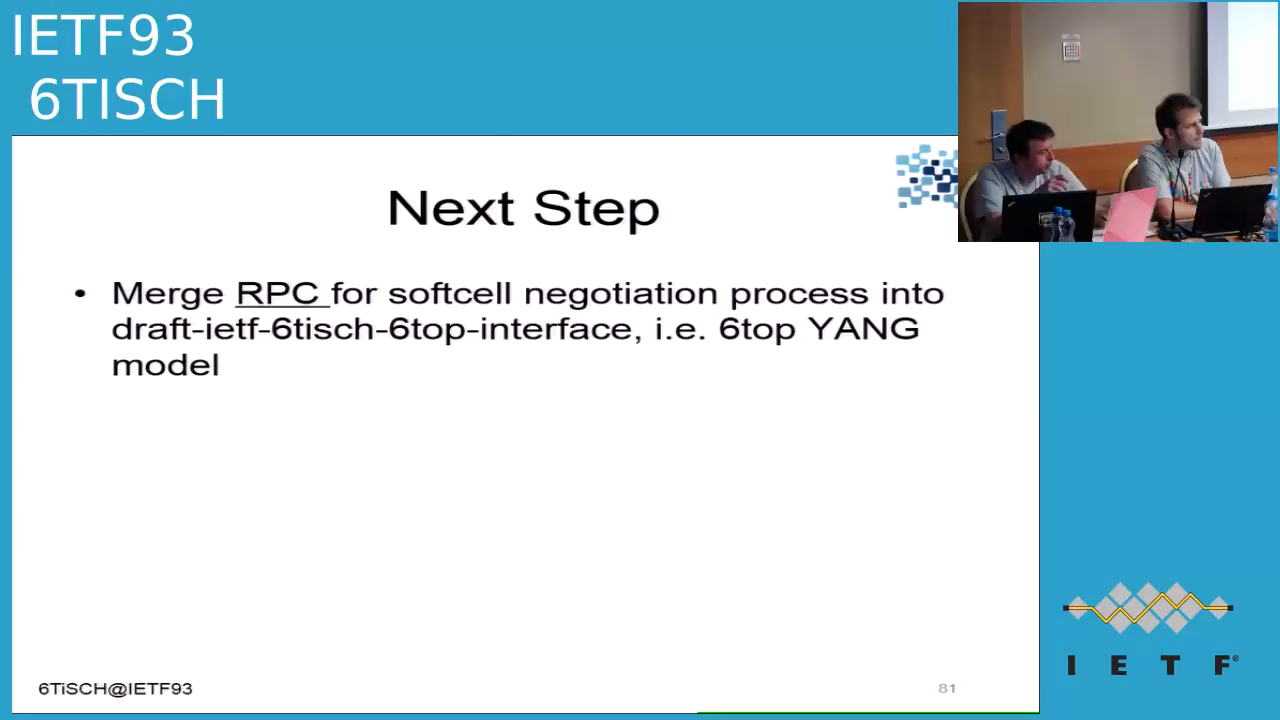 IETF93
6TISCH
Next Step
• Merge RPC for softcell negotiation process into
draft-ietf-6tisch-6top-interface, i.e. 6top YANG
model
6TiSCH@IETF93
81
I E T F®